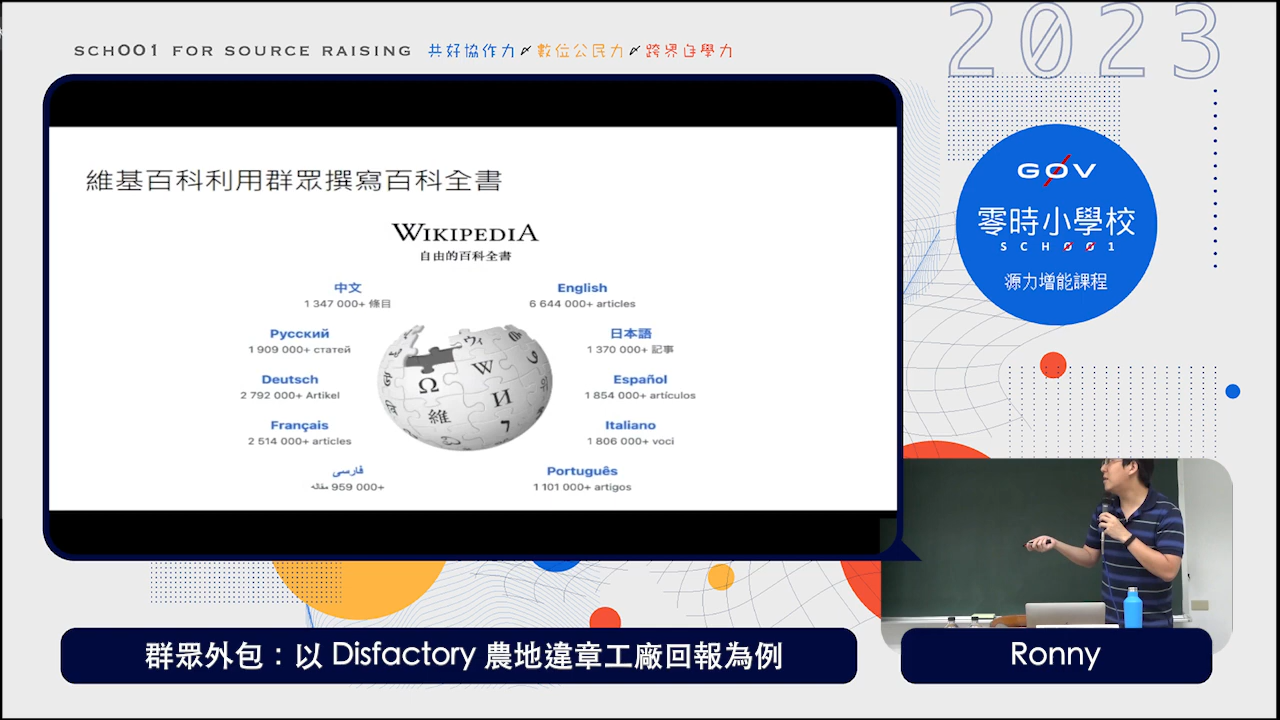 SCH001 FOR SOURCE RAISING 共好協作力〆數位公民力〆跨界自學力
2023
G0V
零時小學校
SCH001
源力增能課程
維基百科利用群眾撰寫百科全書
WIKIPEDIA
自由的百科全書
中文
1 347 000+ 條目
English
6 644 000+ articles
Русский
1 909 000+ статей
日本語
1 370 000+ 記事
Deutsch
2 792 000+ Artikel
Español
1 854 000+ artículos
Français
2 514 000+ articles
Italiano
1 806 000+ voci
فارسی
۹۵۹ 000+ مقاله
Português
1 101 000+ artigos
Ω
W
維
И
群眾外包：以 Disfactory 農地違章工廠回報為例
Ronny